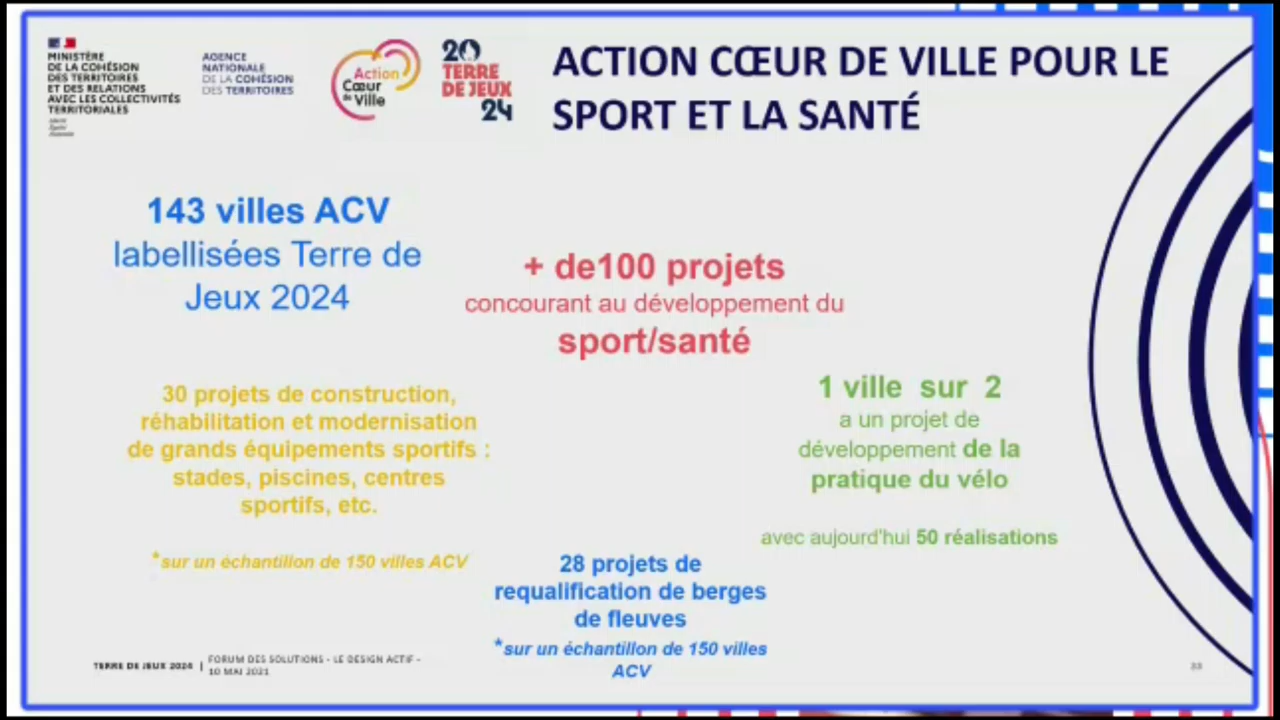 MINISTÈRE
DE LA COHÉSION
DES TERRITOIRES
ET DES RELATIONS
AVEC LES COLLECTIVITÉS
TERRITORIALES
Liberté
Égalité
Fraternité
AGENCE
NATIONALE
DE LA COHÉSION
DES TERRITOIRES
Action
Cœur
de Ville
20
TERRE
DE JEUX
24
ACTION CŒUR DE VILLE POUR LE
SPORT ET LA SANTÉ
143 villes ACV
labellisées Terre de
Jeux 2024
+ de100 projets
concourant au développement du
sport/santé
30 projets de construction,
réhabilitation et modernisation
de grands équipements sportifs :
stades, piscines, centres
sportifs, etc.
*sur un échantillon de 150 villes ACV
1 ville sur 2
a un projet de
développement de la
pratique du vélo
avec aujourd'hui 50 réalisations
28 projets de
requalification de berges
de fleuves
*sur un échantillon de 150 villes
ACV
TERRE DE JEUX 2024 | FORUM DES SOLUTIONS - LE DESIGN ACTIF -
10 MAI 2021